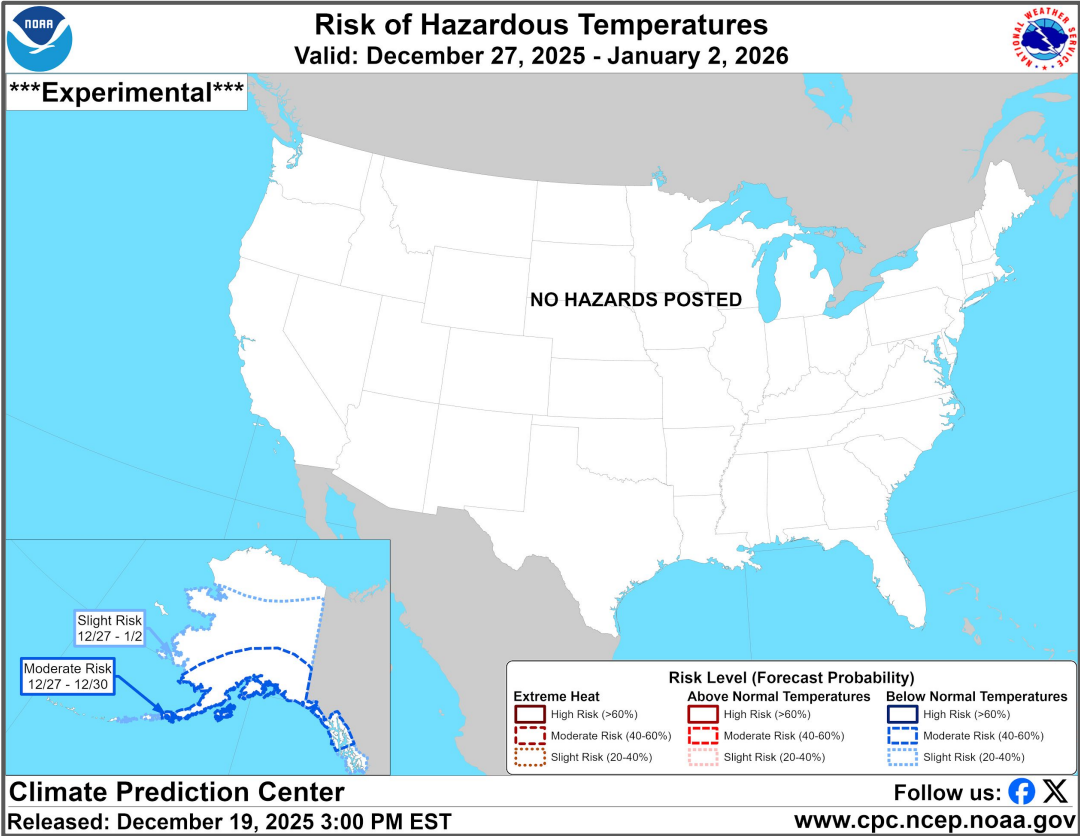 NOAA
Risk of Hazardous Temperatures
Valid: December 27, 2025 - January 2, 2026
NATIONAL WEATHER SERVICE
***Experimental***
NO HAZARDS POSTED
Slight Risk
12/27 - 1/2
Moderate Risk
12/27 - 12/30
Risk Level (Forecast Probability)
Extreme Heat
High Risk (>60%)
Moderate Risk (40-60%)
Slight Risk (20-40%)
Above Normal Temperatures
High Risk (>60%)
Moderate Risk (40-60%)
Slight Risk (20-40%)
Below Normal Temperatures
High Risk (>60%)
Moderate Risk (40-60%)
Slight Risk (20-40%)
Climate Prediction Center
Follow us:
Released: December 19, 2025 3:00 PM EST
www.cpc.ncep.noaa.gov